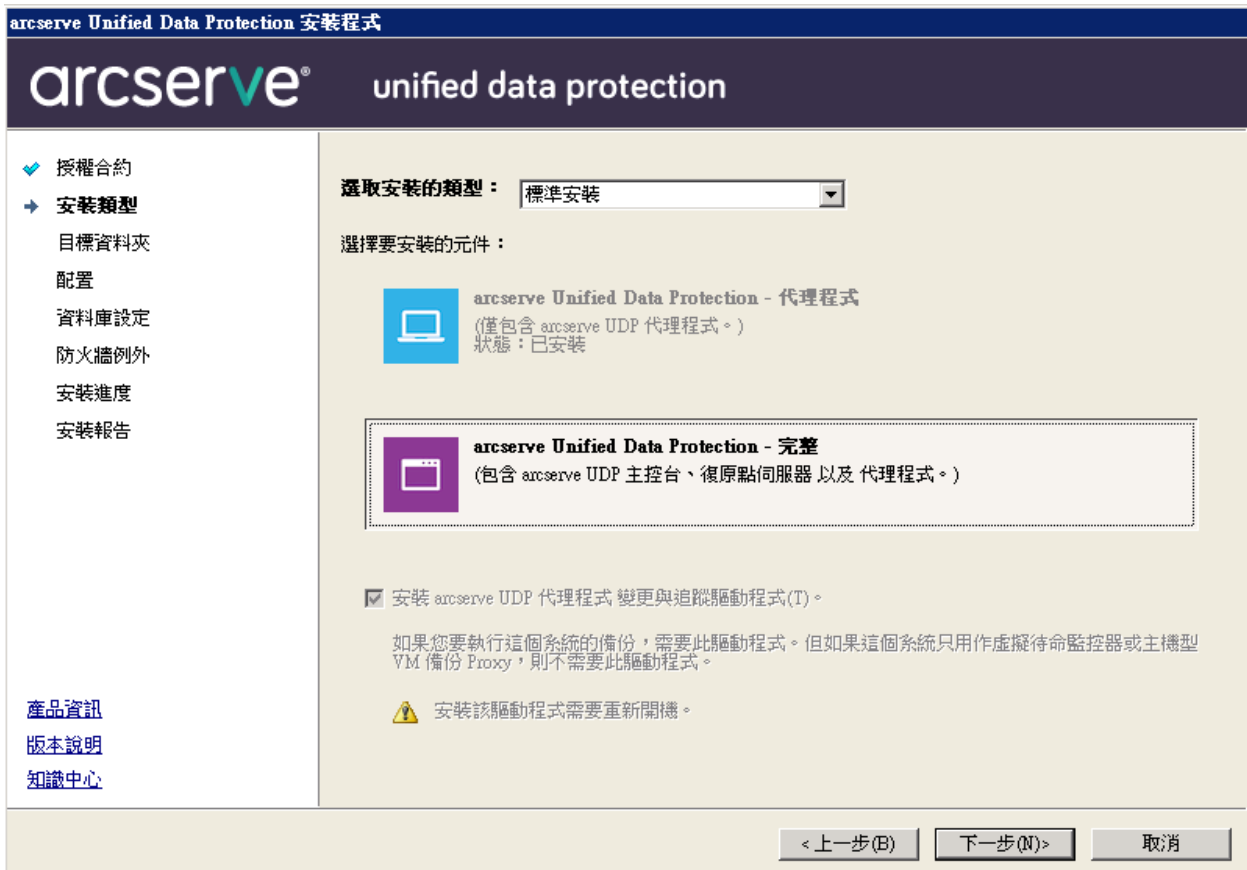 arcserve Unified Data Protection 安裝程式
arcserve® unified data protection
授權合約
安裝類型
目標資料夾
配置
資料庫設定
防火牆例外
安裝進度
安裝報告
產品資訊
版本說明
知識中心
選取安裝的類型：標準安裝
選擇要安裝的元件：
arcserve Unified Data Protection - 代理程式
(僅包含 arcserve UDP 代理程式。)
狀態：已安裝
arcserve Unified Data Protection - 完整
(包含 arcserve UDP 主控台、復原點伺服器 以及 代理程式。)
安裝 arcserve UDP 代理程式 變更與追蹤驅動程式(T)。
如果您要執行這個系統的備份，需要此驅動程式。但如果這個系統只用作虛擬待命監控器或主機型
VM 備份 Proxy，則不需要此驅動程式。
安裝該驅動程式需要重新開機。
<上一步(B) 下一步(N)> 取消